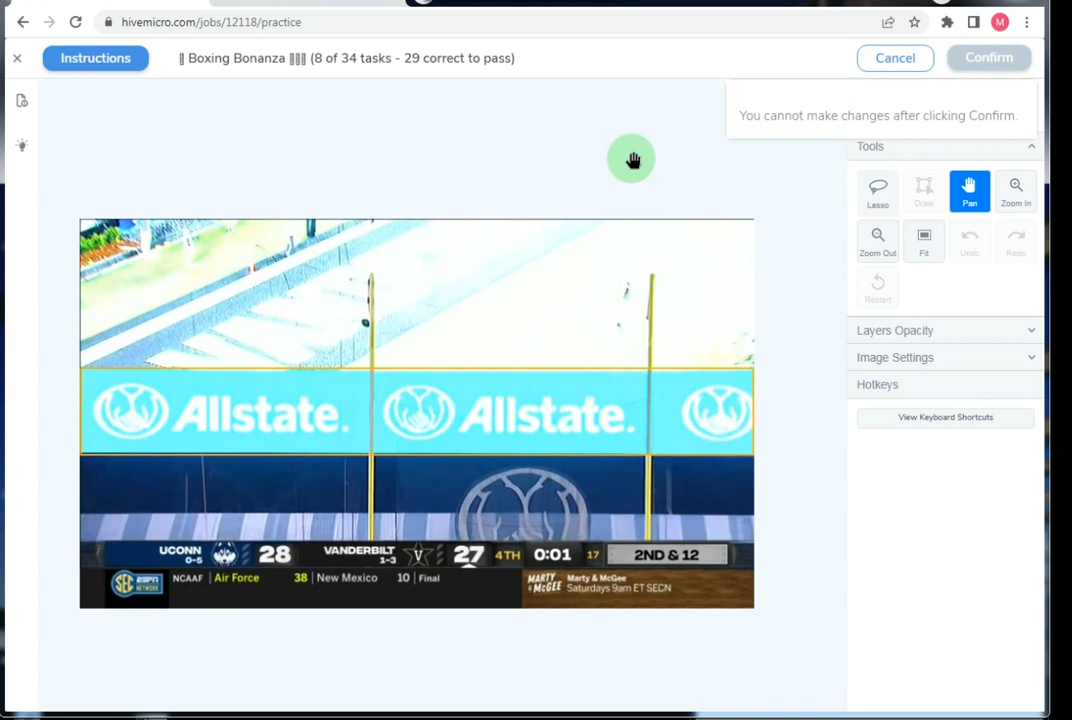 hivemicro.com/jobs/12118/practice
M
Instructions
Boxing Bonanza (8 of 34 tasks - 29 correct to pass)
Cancel
Confirm
You cannot make changes after clicking Confirm.
Tools
Lasso
Draw
Pan
Zoom In
Zoom Out
Fit
Undo
Redo
Restart
Layers Opacity
Image Settings
Hotkeys
View Keyboard Shortcuts
Allstate. Allstate.
UCONN 28 VANDERBILT V 27 4TH 0:01 17 2ND & 12
0-5 1-3
SEC ESPN NETWORK
NCAAF Air Force 38 New Mexico 10 Final
MARTY & McGEE
Marty & McGee
Saturdays 9am ET SECN